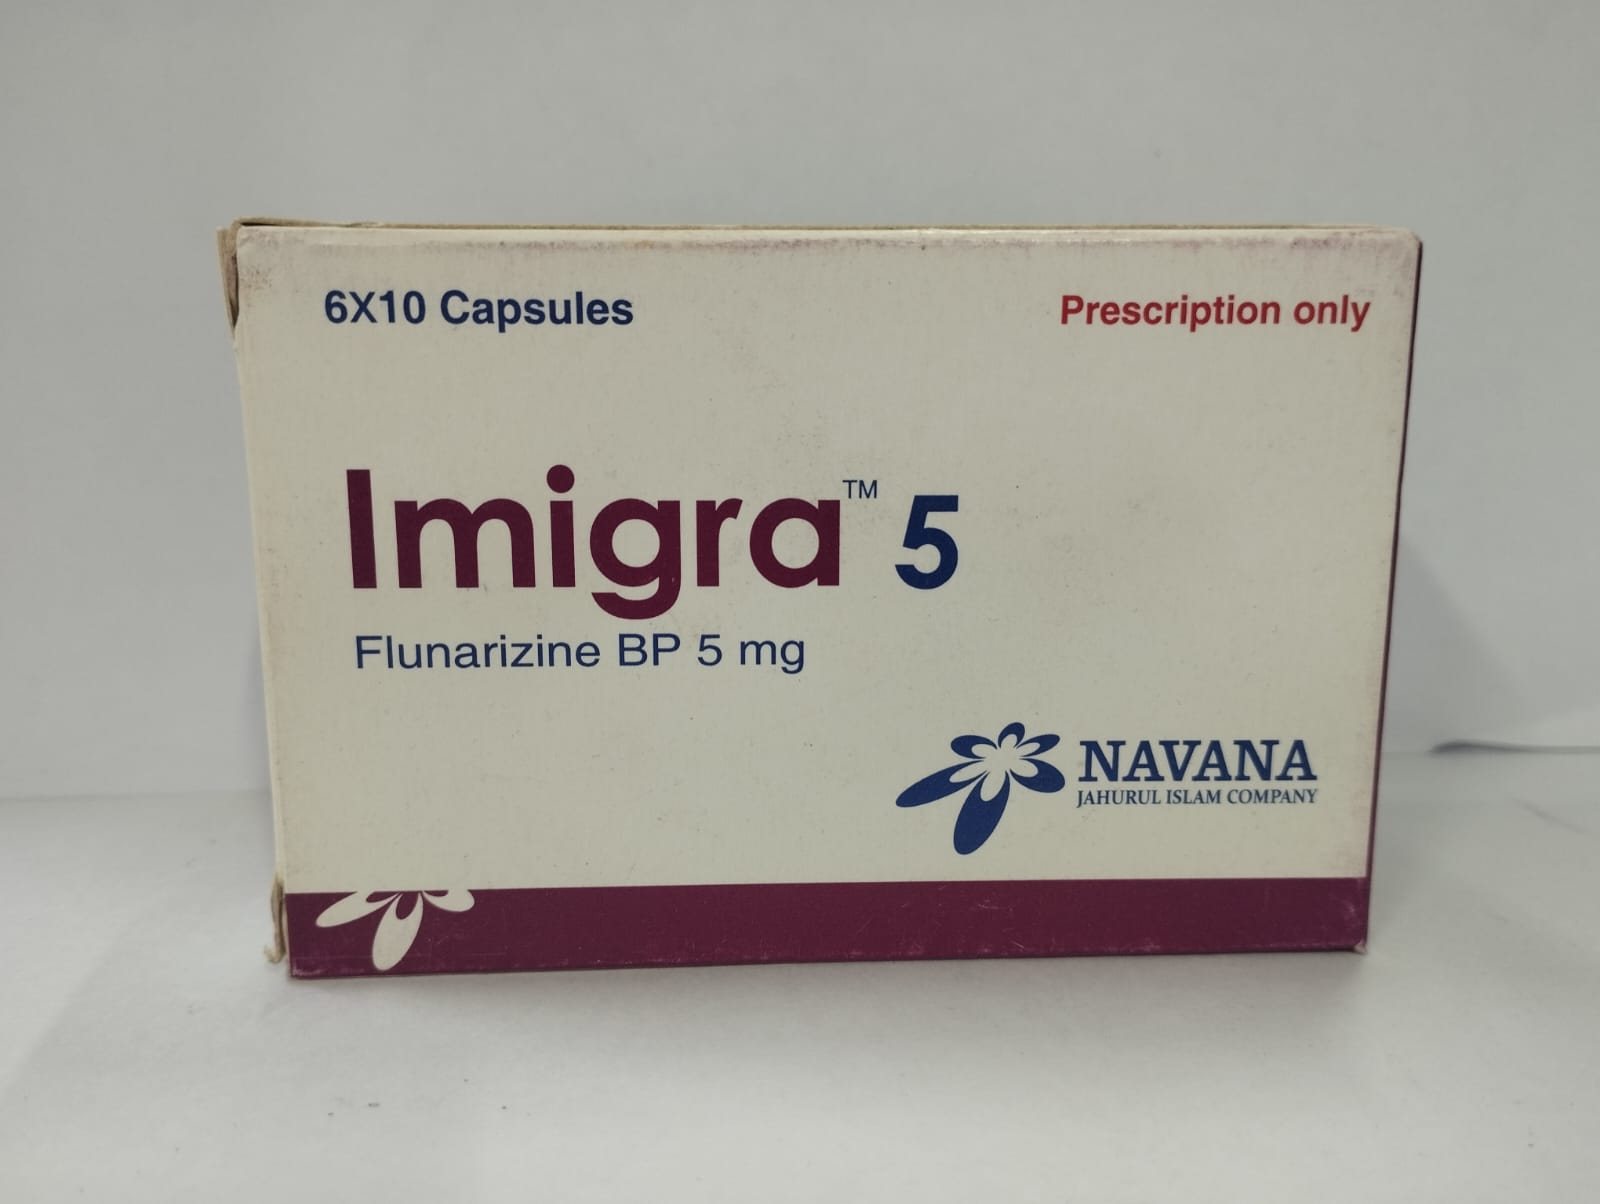 6X10 Capsules
Prescription only
Imigra™ 5
Flunarizine BP 5 mg
NAVANA
JAHURUL ISLAM COMPANY